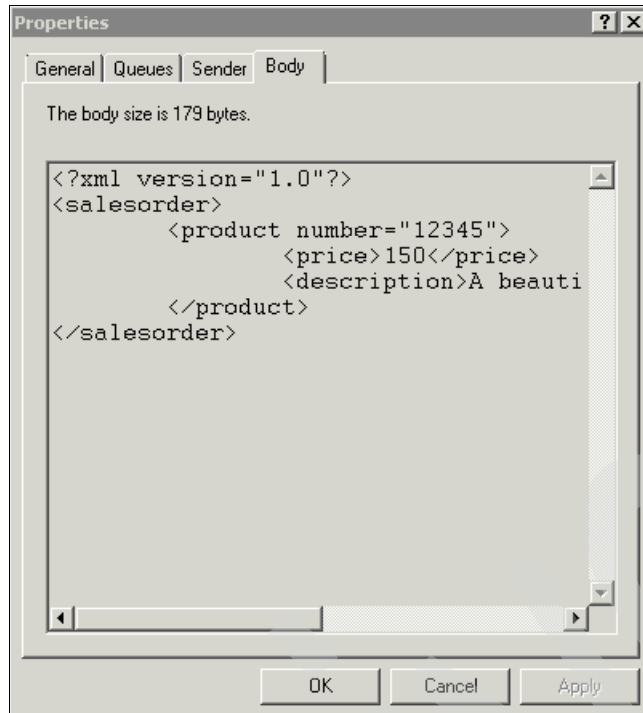 Properties
General Queues Sender Body
The body size is 179 bytes.
<?xml version="1.0"?>
<salesorder>
<product number="12345">
<price>150</price>
<description>A beauti
</product>
</salesorder>
OK Cancel Apply